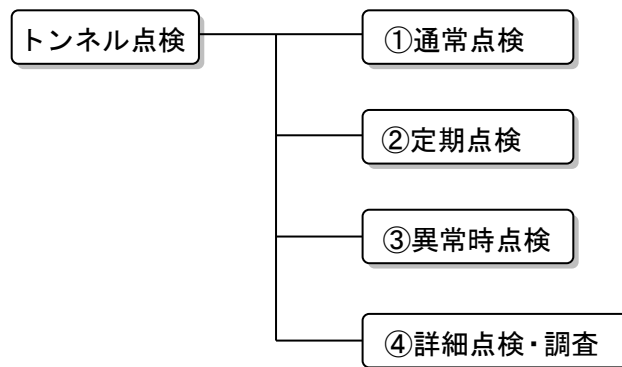 トンネル点検
①通常点検
②定期点検
③異常時点検
④詳細点検・調査